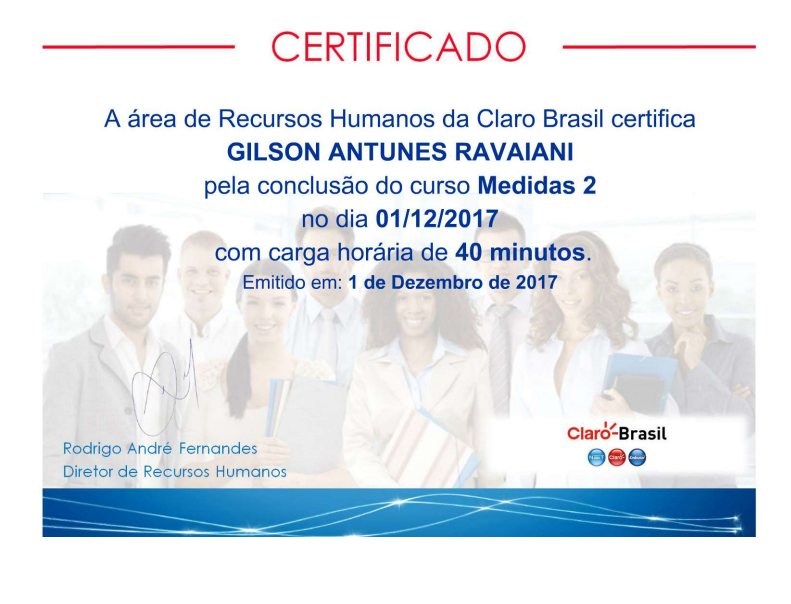 CERTIFICADO
A área de Recursos Humanos da Claro Brasil certifica
GILSON ANTUNES RAVAIANI
pela conclusão do curso Medidas 2
no dia 01/12/2017
com carga horária de 40 minutos.
Emitido em: 1 de Dezembro de 2017
Rodrigo André Fernandes
Diretor de Recursos Humanos
Claro-Brasil
Claro-